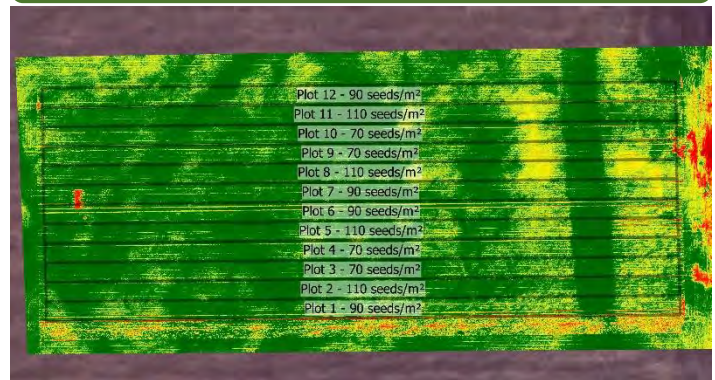 Plot 12 - 90 seeds/m²
Plot 11 - 110 seeds/m²
Plot 10 - 70 seeds/m²
Plot 9 - 70 seeds/m²
Plot 8 - 110 seeds/m²
Plot 7 - 90 seeds/m²
Plot 6 - 90 seeds/m²
Plot 5 - 110 seeds/m²
Plot 4 - 70 seeds/m²
Plot 3 - 70 seeds/m²
Plot 2 - 110 seeds/m²
Plot 1 - 90 seeds/m²